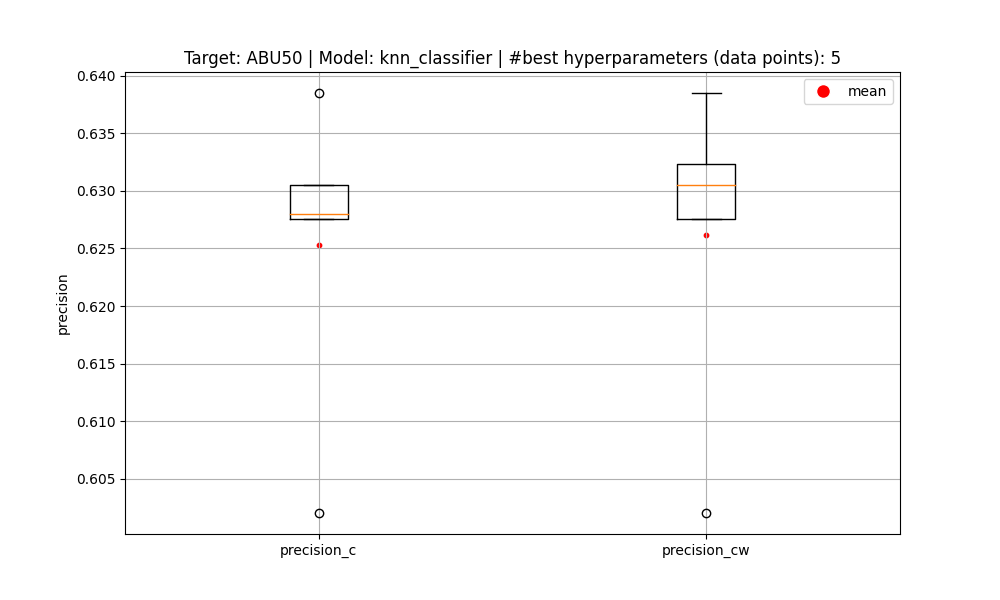 Target: ABU50 | Model: knn_classifier | #best hyperparameters (data points): 5
mean
precision
0.640
0.635
0.630
0.625
0.620
0.615
0.610
0.605
precision_c
precision_cw